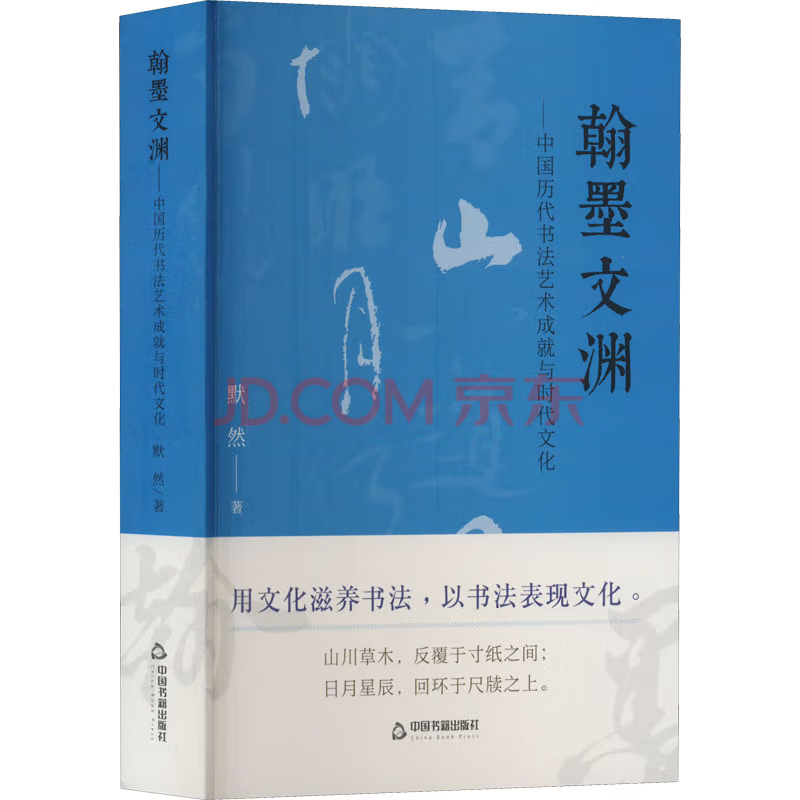 翰墨文渊
——中国历代书法艺术成就与时代文化
默然——著
山
月
用文化滋养书法，以书法表现文化。
山川草木，反覆于寸纸之间；
日月星辰，回环于尺牍之上。
中国书籍出版社
China Book Press
翰墨文渊——中国历代书法艺术成就与时代文化 默然/著
中国书籍出版社
China Book Press
JD.COM 京东